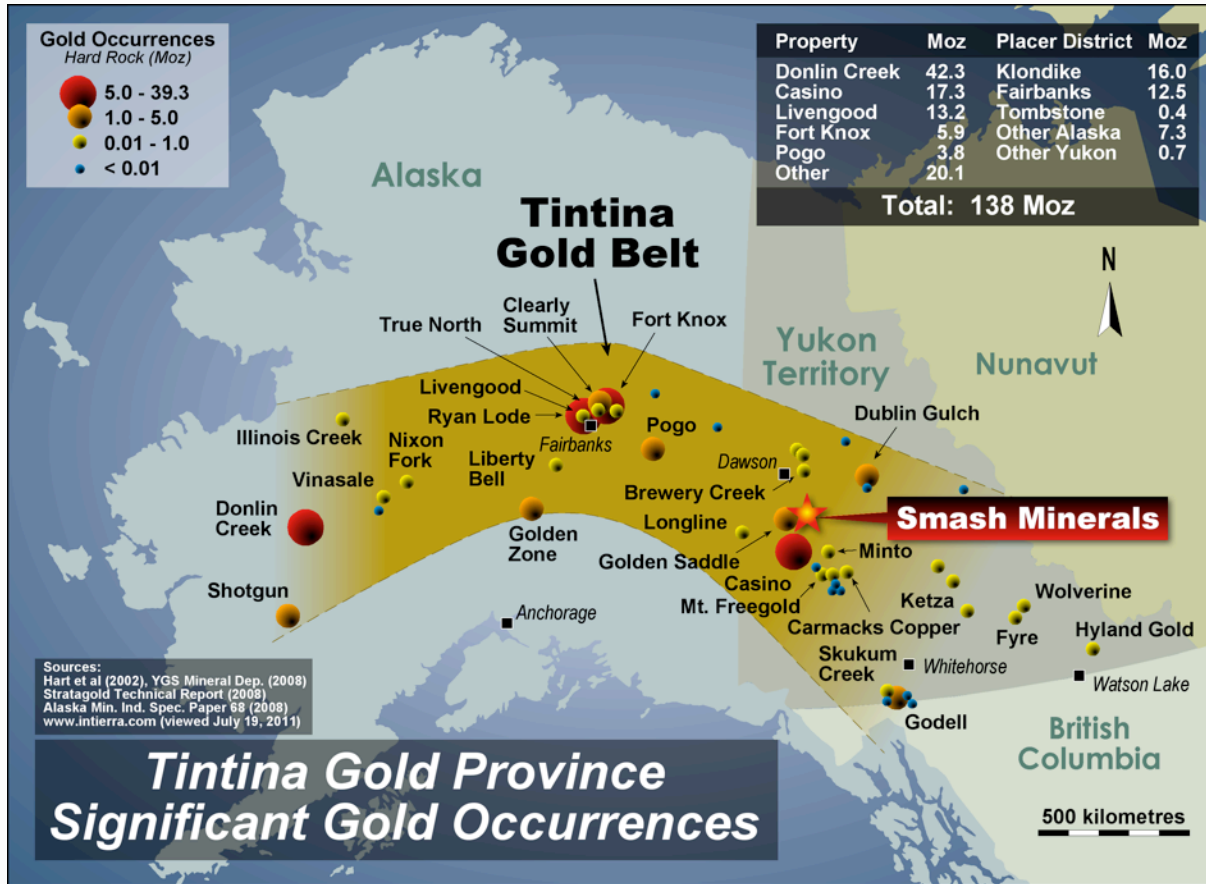 Gold Occurrences
Hard Rock (Moz)
5.0 - 39.3
1.0 - 5.0
0.01 - 1.0
< 0.01
Property Moz Placer District Moz
Donlin Creek 42.3 Klondike 16.0
Casino 17.3 Fairbanks 12.5
Livengood 13.2 Tombstone 0.4
Fort Knox 5.9 Other Alaska 7.3
Pogo 3.8 Other Yukon 0.7
Other 20.1
Total: 138 Moz
Alaska
Tintina
Gold Belt
N
Clearly
Summit
True North
Fort Knox
Yukon
Territory
Nunavut
Livengood
Ryan Lode
Fairbanks
Pogo
Dublin Gulch
Illinois Creek
Nixon
Fork
Vinasale
Liberty
Bell
Dawson
Brewery Creek
Donlin
Creek
Golden
Zone
Longline
Smash Minerals
Golden Saddle
Minto
Casino
Mt. Freegold
Shotgun
Anchorage
Carmacks Copper
Ketza
Wolverine
Fyre
Hyland Gold
Skukum
Creek
Whitehorse
Watson Lake
Godell
British
Columbia
Sources:
Hart et al (2002), YGS Mineral Dep. (2008)
Stratagold Technical Report (2008)
Alaska Min. Ind. Spec. Paper 68 (2008)
www.intierra.com (viewed July 19, 2011)
Tintina Gold Province
Significant Gold Occurrences
500 kilometres